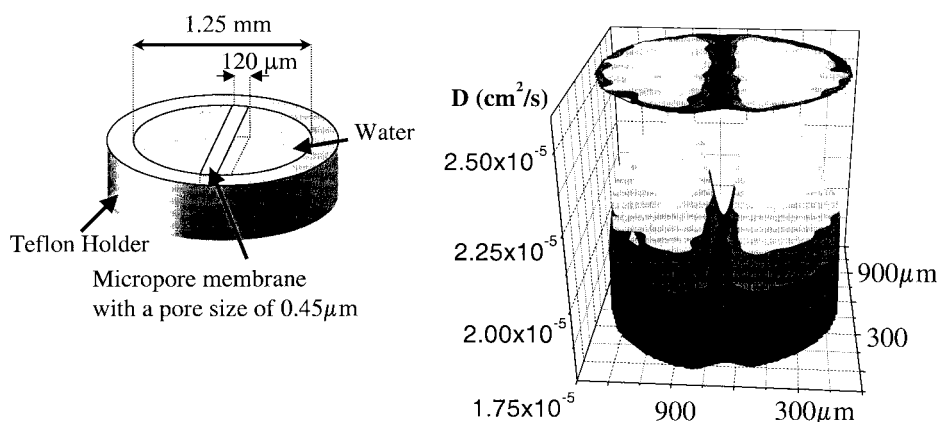 1.25 mm
120 μm
Water
Teflon Holder
Micropore membrane
with a pore size of 0.45μm
D (cm²/s)
2.50x10⁻⁵
2.25x10⁻⁵
2.00x10⁻⁵
1.75x10⁻⁵
900μm
300
900
300μm